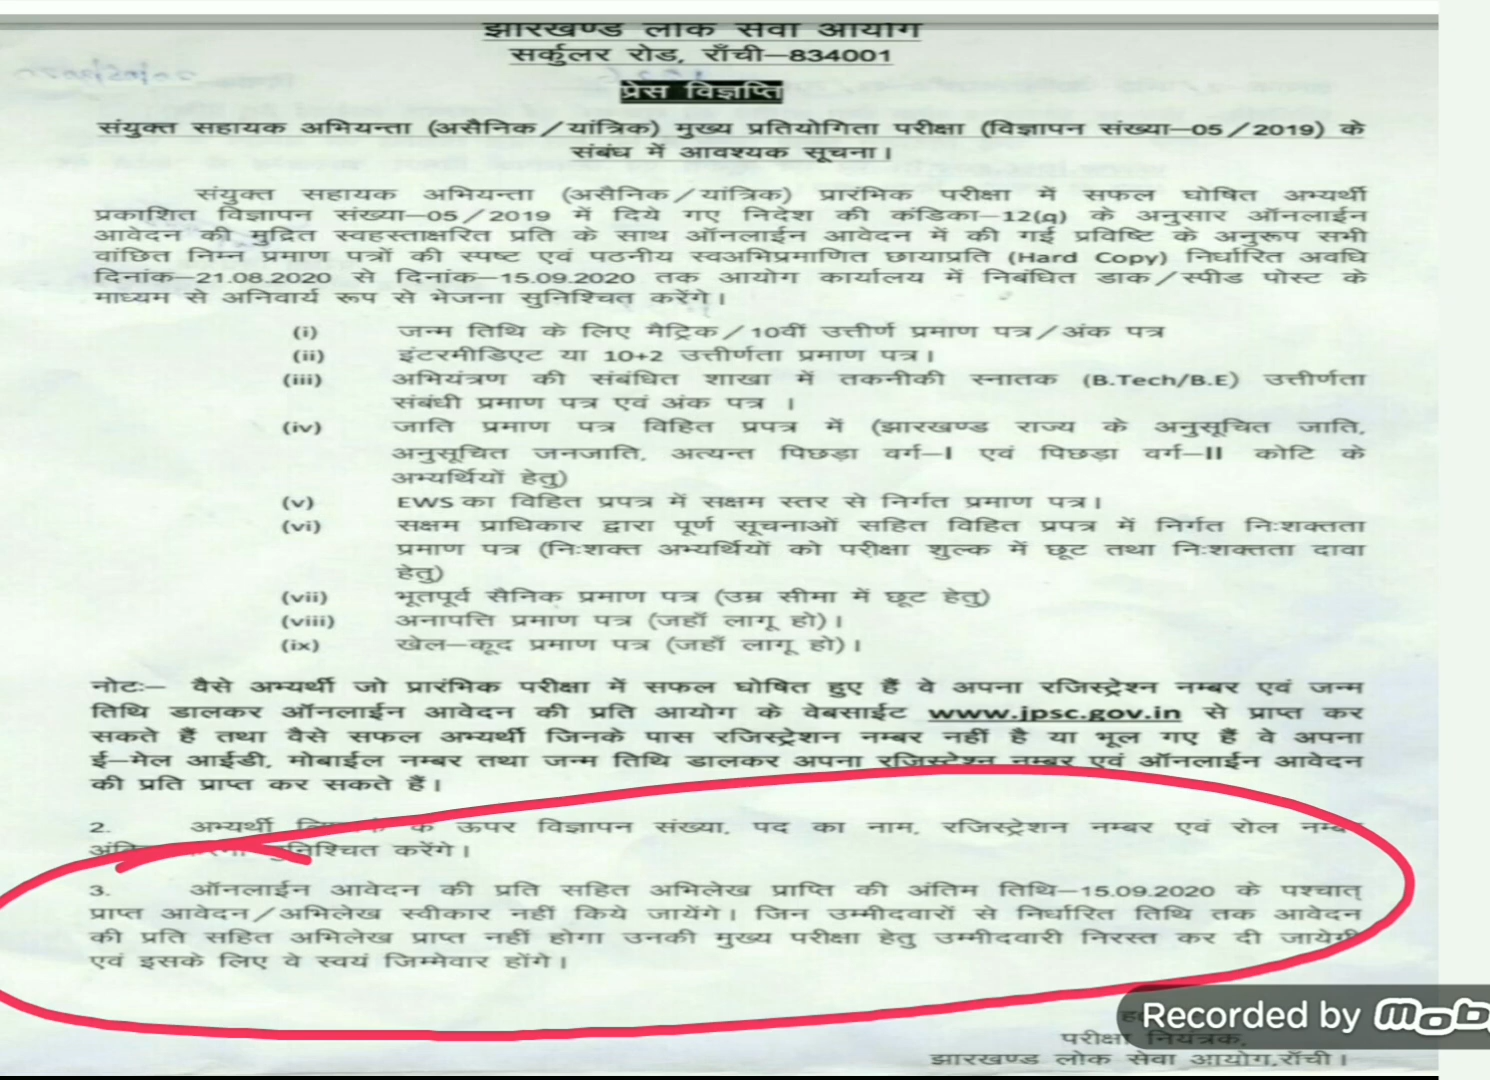 झारखण्ड लोक सेवा आयोग
सर्कुलर रोड, राँची–834001
प्रेस विज्ञप्ति
संयुक्त सहायक अभियन्ता (असैनिक/यांत्रिक) मुख्य प्रतियोगिता परीक्षा (विज्ञापन संख्या–05/2019) के
संबंध में आवश्यक सूचना।
संयुक्त सहायक अभियन्ता (असैनिक/यांत्रिक) प्रारंभिक परीक्षा में सफल घोषित अभ्यर्थी
प्रकाशित विज्ञापन संख्या–05/2019 में दिये गए निदेश की कंडिका–12(q) के अनुसार ऑनलाईन
आवेदन की मुद्रित स्वहस्ताक्षरित प्रति के साथ ऑनलाईन आवेदन में की गई प्रविष्टि के अनुरूप सभी
वांछित निम्न प्रमाण पत्रों की स्पष्ट एवं पठनीय स्वअभिप्रमाणित छायाप्रति (Hard Copy) निर्धारित अवधि
दिनांक–21.08.2020 से दिनांक–15.09.2020 तक आयोग कार्यालय में निबंधित डाक/स्पीड पोस्ट के
माध्यम से अनिवार्य रूप से भेजना सुनिश्चित करेंगे।
(i) जन्म तिथि के लिए मैट्रिक/10वीं उत्तीर्ण प्रमाण पत्र/अंक पत्र
(ii) इंटरमीडिएट या 10+2 उत्तीर्णता प्रमाण पत्र।
(iii) अभियंत्रण की संबंधित शाखा में तकनीकी स्नातक (B.Tech/B.E) उत्तीर्णता
संबंधी प्रमाण पत्र एवं अंक पत्र ।
(iv) जाति प्रमाण पत्र विहित प्रपत्र में (झारखण्ड राज्य के अनुसूचित जाति,
अनुसूचित जनजाति, अत्यन्त पिछड़ा वर्ग–I एवं पिछड़ा वर्ग–II कोटि के
अभ्यर्थियों हेतु)
(v) EWS का विहित प्रपत्र में सक्षम स्तर से निर्गत प्रमाण पत्र।
(vi) सक्षम प्राधिकार द्वारा पूर्ण सूचनाओं सहित विहित प्रपत्र में निर्गत निःशक्तता
प्रमाण पत्र (निःशक्त अभ्यर्थियों को परीक्षा शुल्क में छूट तथा निःशक्तता दावा
हेतु)
(vii) भूतपूर्व सैनिक प्रमाण पत्र (उम्र सीमा में छूट हेतु)
(viii) अनापत्ति प्रमाण पत्र (जहाँ लागू हो)।
(ix) खेल–कूद प्रमाण पत्र (जहाँ लागू हो)।
नोटः– वैसे अभ्यर्थी जो प्रारंभिक परीक्षा में सफल घोषित हुए हैं वे अपना रजिस्ट्रेश्न नम्बर एवं जन्म
तिथि डालकर ऑनलाईन आवेदन की प्रति आयोग के वेबसाईट www.jpsc.gov.in से प्राप्त कर
सकते हैं तथा वैसे सफल अभ्यर्थी जिनके पास रजिस्ट्रेशन नम्बर नहीं है या भूल गए हैं वे अपना
ई–मेल आईडी, मोबाईल नम्बर तथा जन्म तिथि डालकर अपना रजिस्टेश्न नम्बर एवं ऑनलाईन आवेदन
की प्रति प्राप्त कर सकते हैं।
2. अभ्यर्थी के ऊपर विज्ञापन संख्या, पद का नाम, रजिस्ट्रेशन नम्बर एवं रोल नम्बर
सुनिश्चित करेंगे।
3. ऑनलाईन आवेदन की प्रति सहित अभिलेख प्राप्ति की अंतिम तिथि–15.09.2020 के पश्चात्
प्राप्त आवेदन/अभिलेख स्वीकार नहीं किये जायेंगे। जिन उम्मीदवारों से निर्धारित तिथि तक आवेदन
की प्रति सहित अभिलेख प्राप्त नहीं होगा उनकी मुख्य परीक्षा हेतु उम्मीदवारी निरस्त कर दी जायेगी
एवं इसके लिए वे स्वयं जिम्मेवार होंगे।
Recorded by Mob
परीक्षा नियंत्रक,
झारखण्ड लोक सेवा आयोग,राँची।